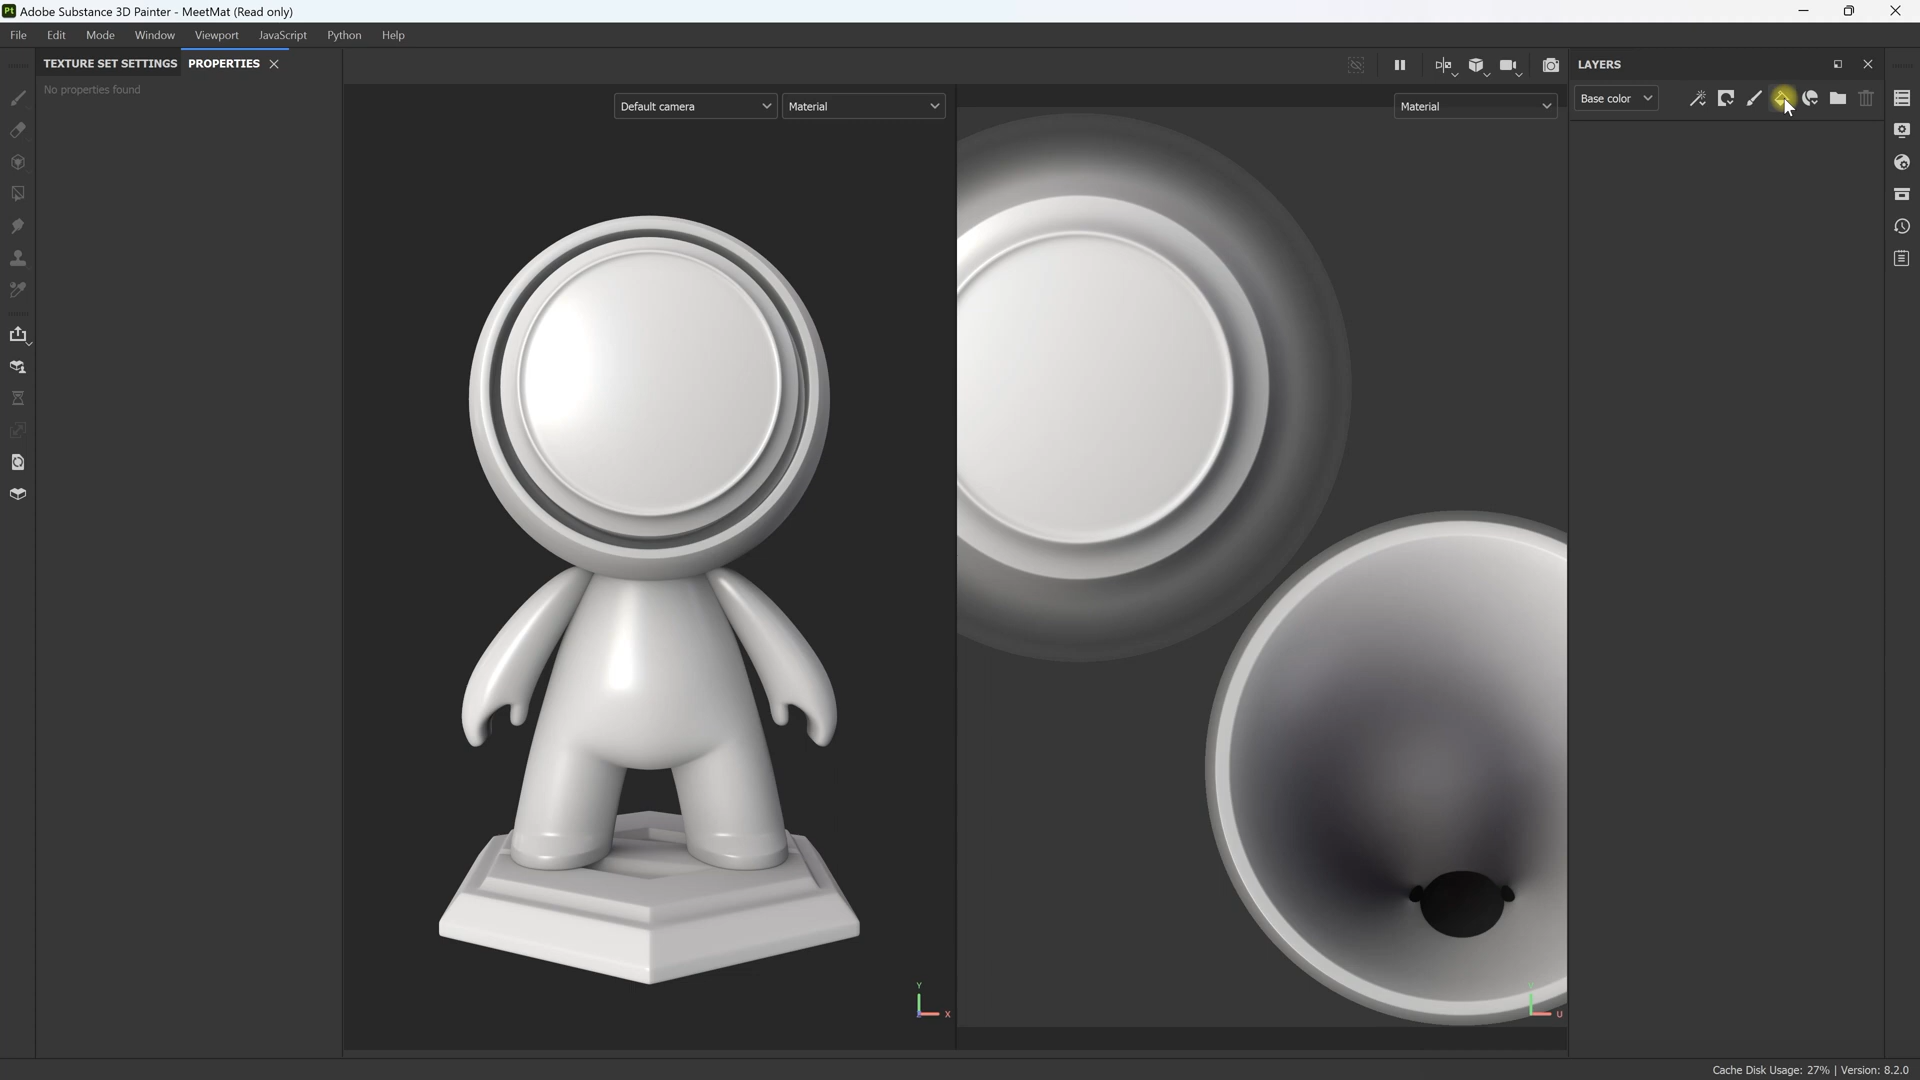 Pt Adobe Substance 3D Painter - MeetMat (Read only)
File Edit Mode Window Viewport JavaScript Python Help
TEXTURE SET SETTINGS PROPERTIES
LAYERS
No properties found
Default camera Material Material Base color
Y
X
U
Cache Disk Usage: 27% | Version: 8.2.0